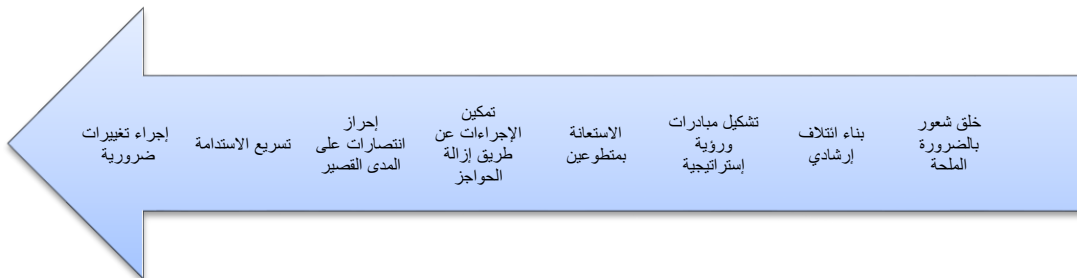 خلق شعور
بالضرورة
الملحة
بناء ائتلاف
إرشادي
تشكيل مبادرات
ورؤية
إستراتيجية
الاستعانة
بمتطوعين
تمكين
الإجراءات عن
طريق إزالة
الحواجز
إحراز
انتصارات على
المدى القصير
تسريع الاستدامة
إجراء تغييرات
ضرورية